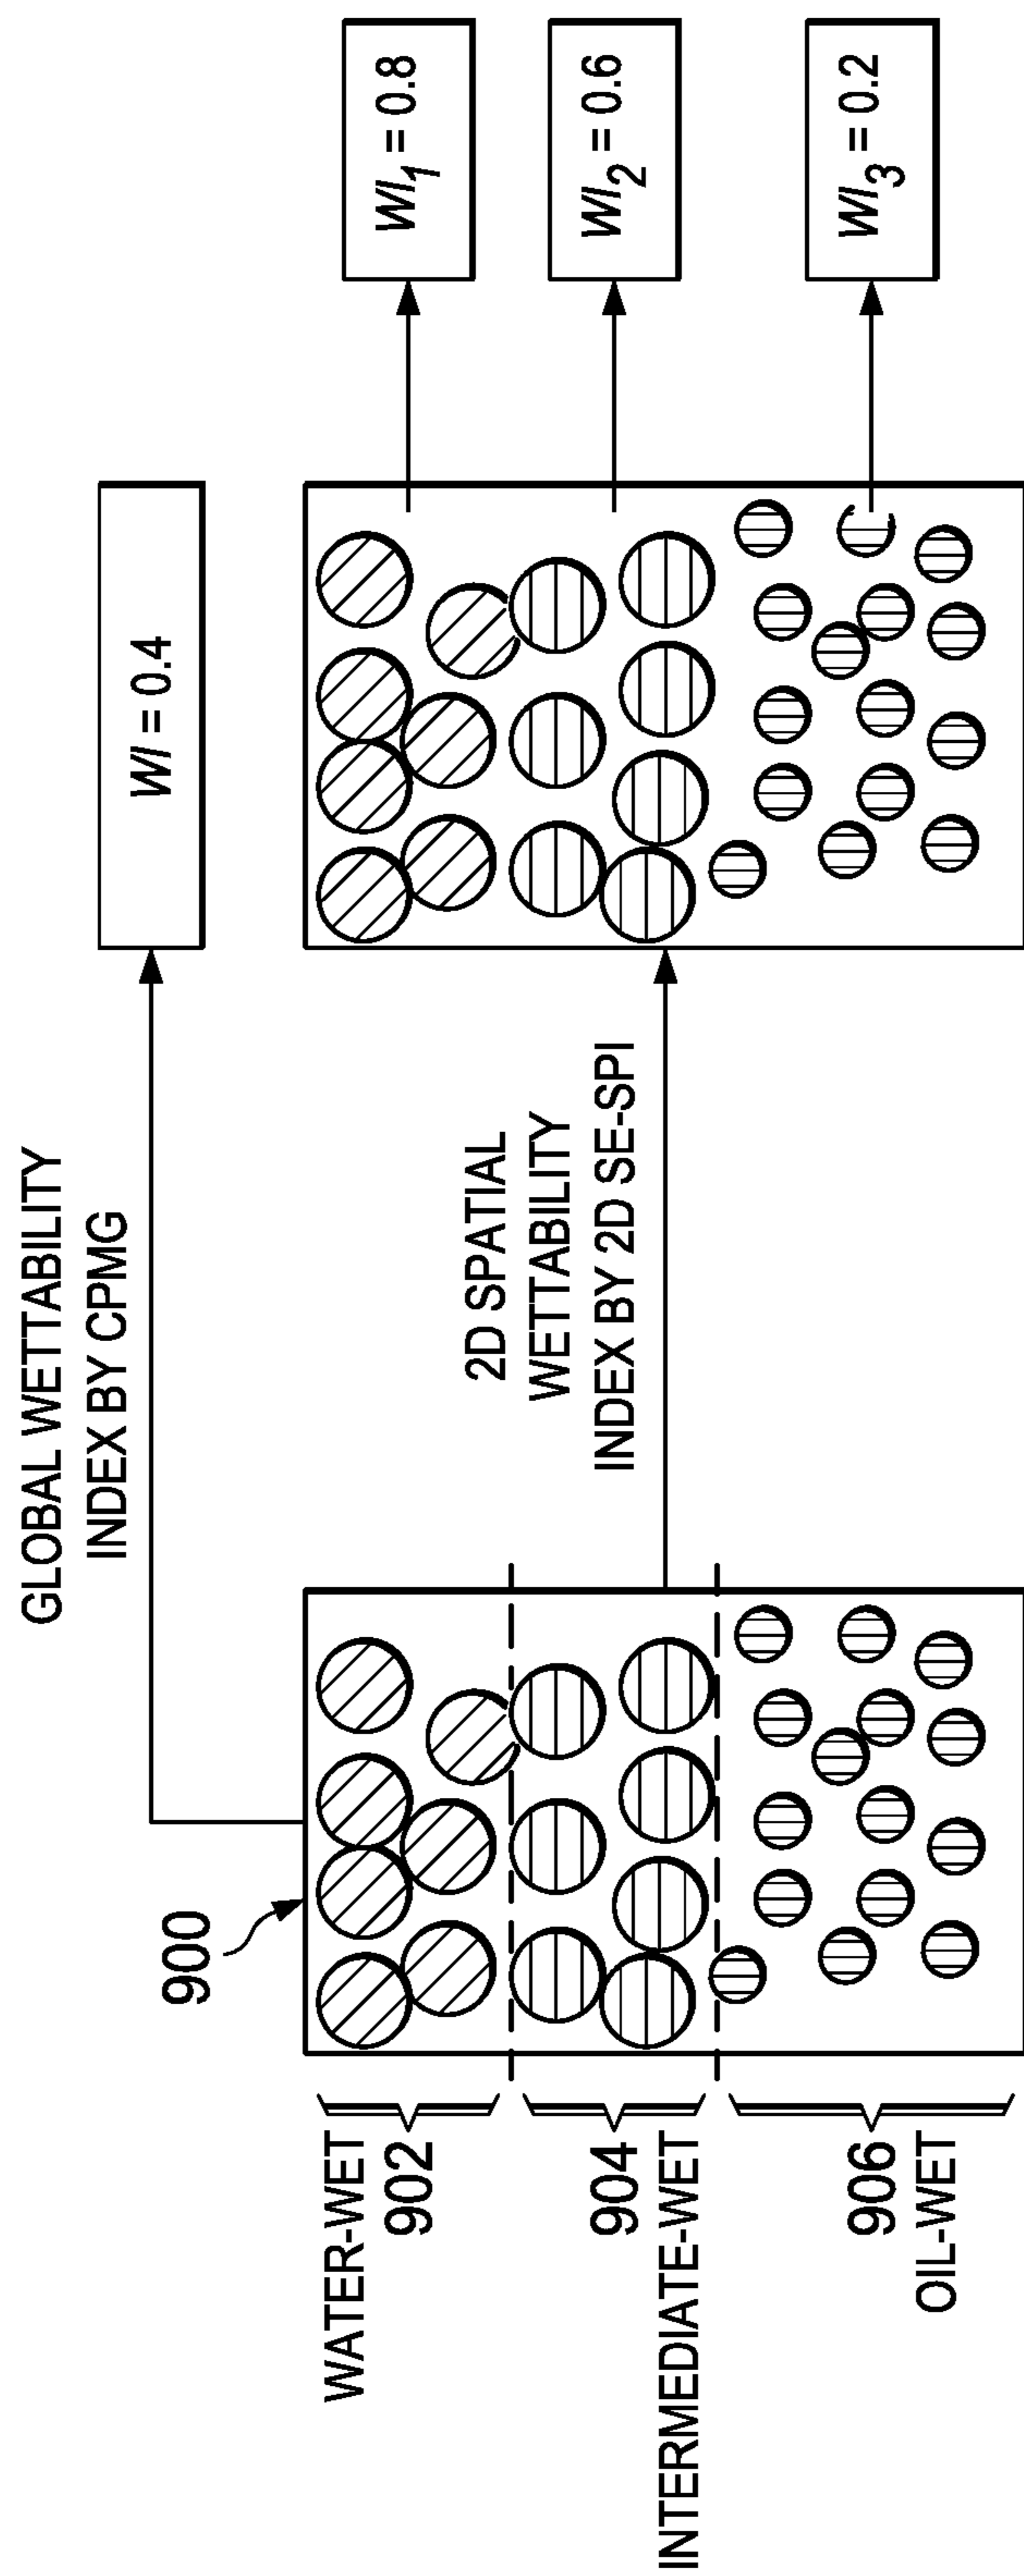 GLOBAL WETTABILITY
INDEX BY CPMG
WI = 0.4
900
WATER-WET
902
904
INTERMEDIATE-WET
906
OIL-WET
2D SPATIAL
WETTABILITY
INDEX BY 2D SE-SPI
WI1 = 0.8
WI2 = 0.6
WI3 = 0.2